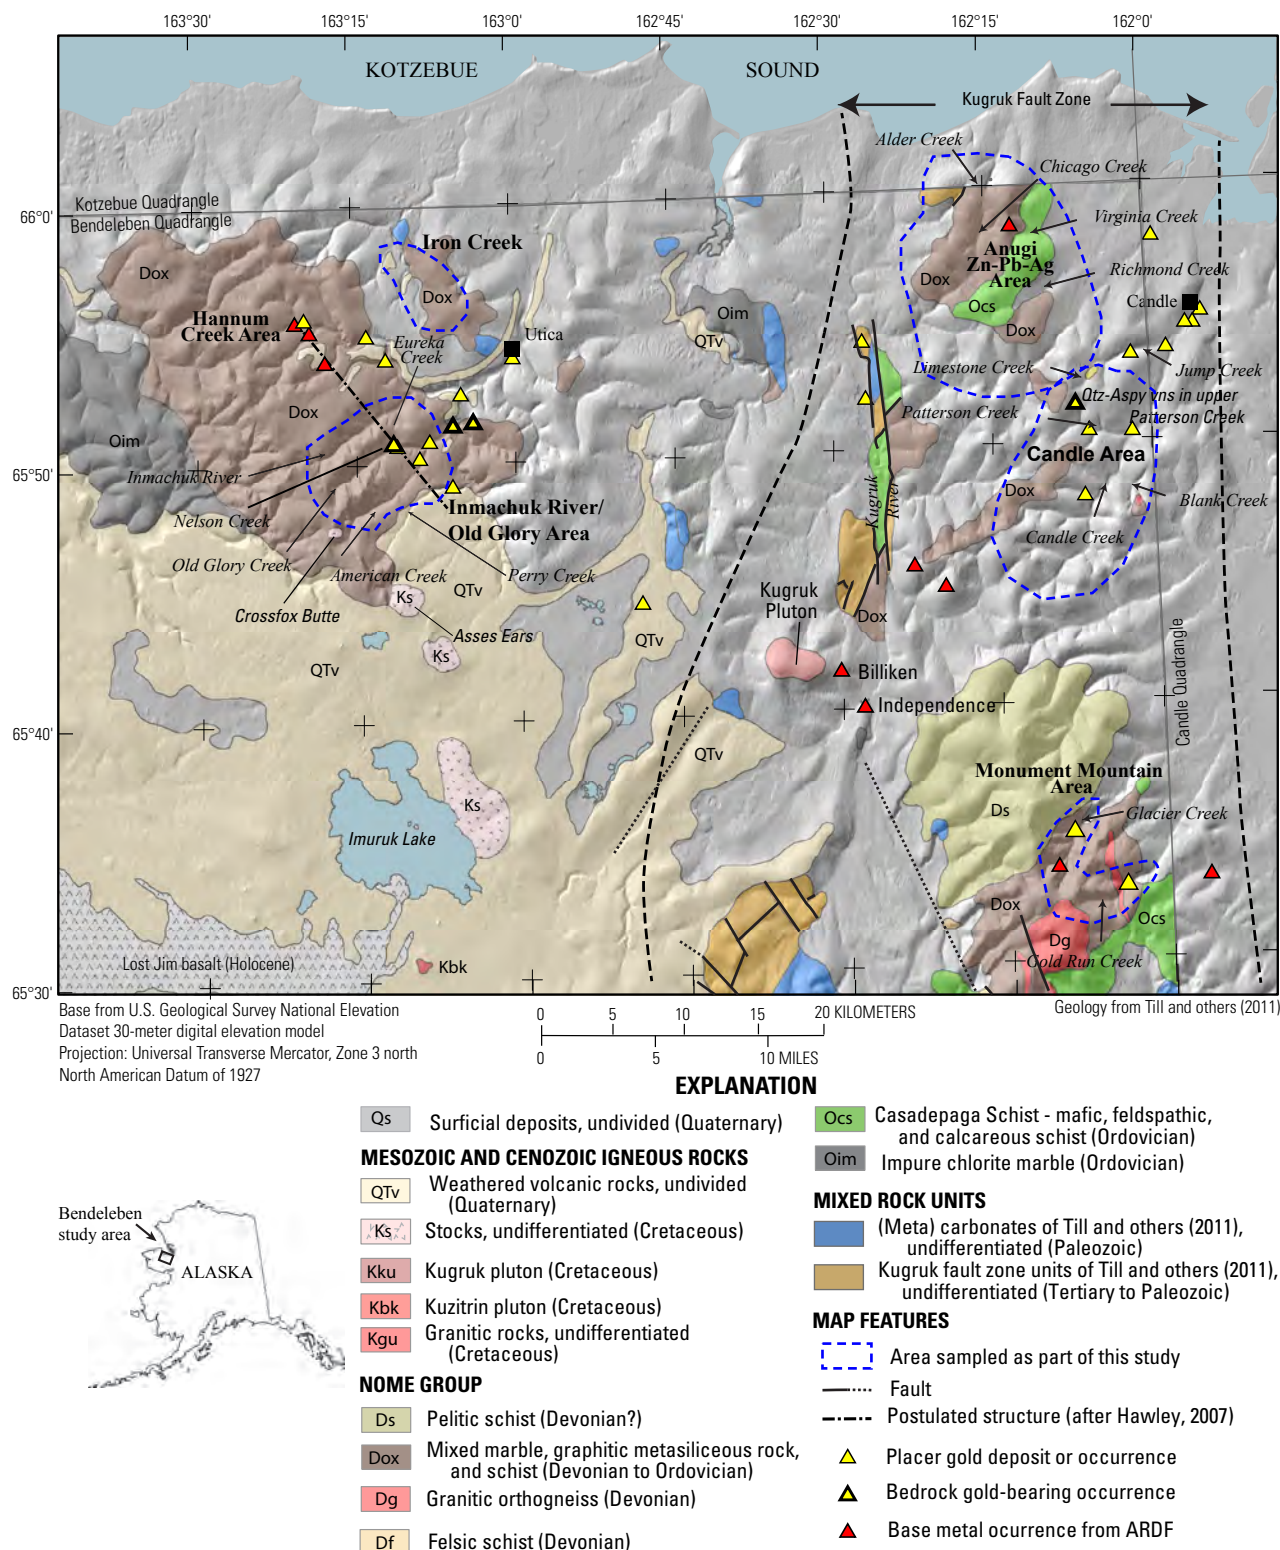 163°30'
163°15'
163°0'
162°45'
162°30'
162°15'
162°0'
KOTZEBUE SOUND
Kugruk Fault Zone
Alder Creek
Chicago Creek
Kotzebue Quadrangle
Bendeleben Quadrangle
66°0'
Virginia Creek
Iron Creek
Anugi
Zn-Pb-Ag
Area
Richmond Creek
Dox
Dox
Dox
Ocs
Dox
Candle
Hannum
Creek Area
Oim
QTv
Utica
Eureka
Creek
Limestone Creek
Jump Creek
Qtz-Aspy vns in upper
Patterson Creek
Patterson Creek
Dox
Oim
Candle Area
65°50'
Inmachuk River
Dox
Kugruk
River
Blank Creek
Nelson Creek
Inmachuk River/
Old Glory Area
Candle Creek
Old Glory Creek
American Creek
Perry Creek
QTv
Ks
Crossfox Butte
Asses Ears
Kugruk
Pluton
Dox
QTv
Ks
QTv
Billiken
Independence
Candle Quadrangle
65°40'
QTv
Monument Mountain
Area
Ks
Ds
Glacier Creek
Imuruk Lake
Dox
Ocs
Dg
Gold Run Creek
Lost Jim basalt (Holocene)
Kbk
65°30'
Base from U.S. Geological Survey National Elevation
Dataset 30-meter digital elevation model
Projection: Universal Transverse Mercator, Zone 3 north
North American Datum of 1927
0 5 10 15 20 KILOMETERS
0 5 10 MILES
Geology from Till and others (2011)
EXPLANATION
Qs Surficial deposits, undivided (Quaternary)
MESOZOIC AND CENOZOIC IGNEOUS ROCKS
QTv Weathered volcanic rocks, undivided
(Quaternary)
Ks Stocks, undifferentiated (Cretaceous)
Kku Kugruk pluton (Cretaceous)
Kbk Kuzitrin pluton (Cretaceous)
Kgu Granitic rocks, undifferentiated
(Cretaceous)
NOME GROUP
Ds Pelitic schist (Devonian?)
Dox Mixed marble, graphitic metasiliceous rock,
and schist (Devonian to Ordovician)
Dg Granitic orthogneiss (Devonian)
Df Felsic schist (Devonian)
Ocs Casadepaga Schist - mafic, feldspathic,
and calcareous schist (Ordovician)
Oim Impure chlorite marble (Ordovician)
MIXED ROCK UNITS
(Meta) carbonates of Till and others (2011),
undifferentiated (Paleozoic)
Kugruk fault zone units of Till and others (2011),
undifferentiated (Tertiary to Paleozoic)
MAP FEATURES
Area sampled as part of this study
Fault
Postulated structure (after Hawley, 2007)
Placer gold deposit or occurrence
Bedrock gold-bearing occurrence
Base metal ocurrence from ARDF
Bendeleben
study area
ALASKA